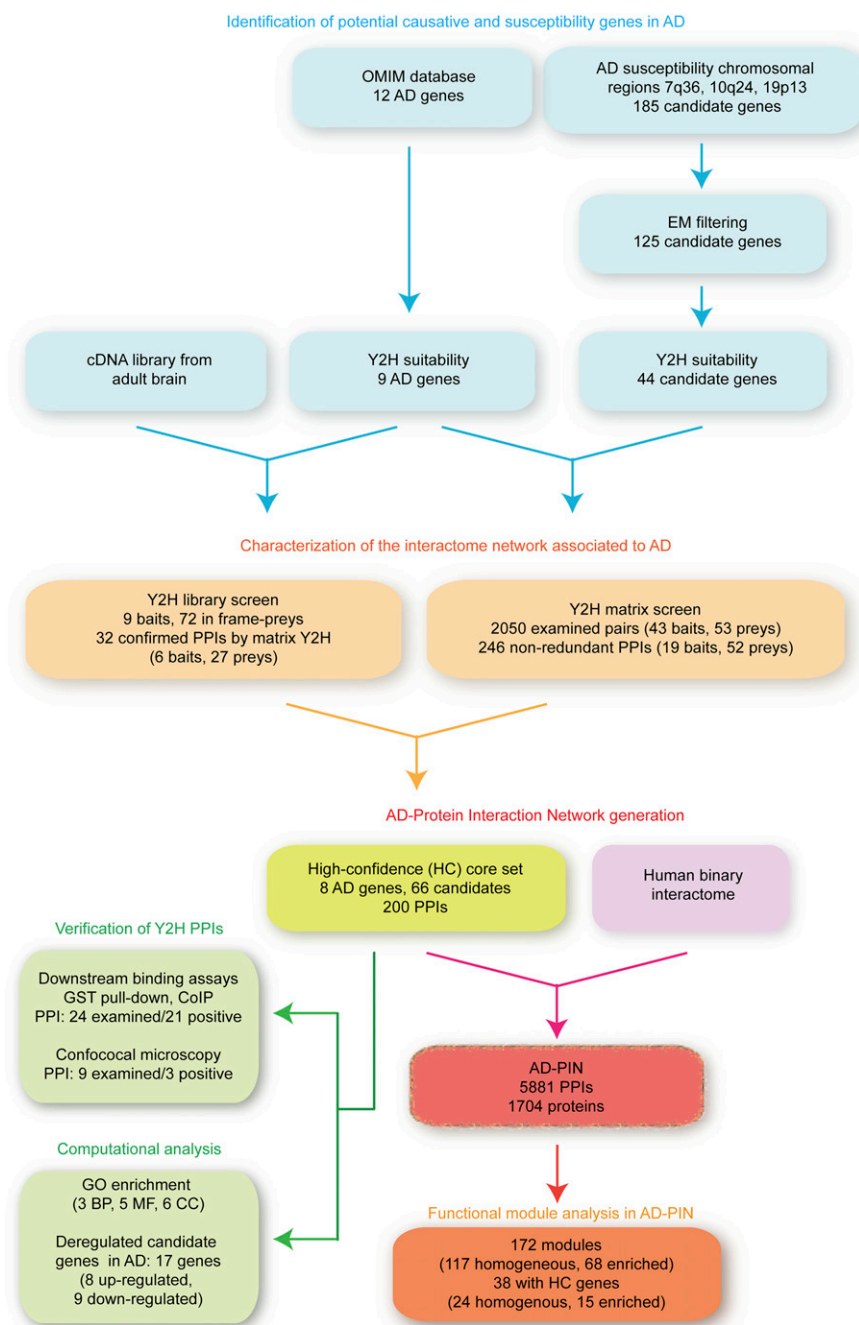 Identification of potential causative and susceptibility genes in AD
OMIM database
12 AD genes
AD susceptibility chromosomal
regions 7q36, 10q24, 19p13
185 candidate genes
EM filtering
125 candidate genes
cDNA library from
adult brain
Y2H suitability
9 AD genes
Y2H suitability
44 candidate genes
Characterization of the interactome network associated to AD
Y2H library screen
9 baits, 72 in frame-preys
32 confirmed PPIs by matrix Y2H
(6 baits, 27 preys)
Y2H matrix screen
2050 examined pairs (43 baits, 53 preys)
246 non-redundant PPIs (19 baits, 52 preys)
AD-Protein Interaction Network generation
High-confidence (HC) core set
8 AD genes, 66 candidates
200 PPIs
Human binary
interactome
Verification of Y2H PPIs
Downstream binding assays
GST pull-down, CoIP
PPI: 24 examined/21 positive
Confococal microscopy
PPI: 9 examined/3 positive
AD-PIN
5881 PPIs
1704 proteins
Computational analysis
GO enrichment
(3 BP, 5 MF, 6 CC)
Deregulated candidate
genes in AD: 17 genes
(8 up-regulated,
9 down-regulated)
Functional module analysis in AD-PIN
172 modules
(117 homogeneous, 68 enriched)
38 with HC genes
(24 homogenous, 15 enriched)